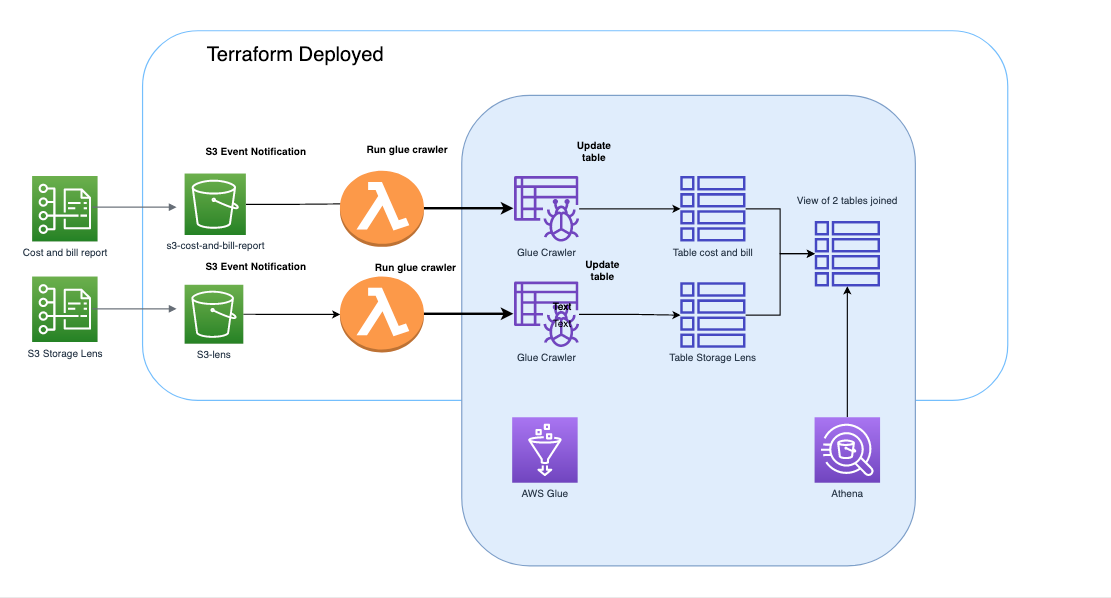 Terraform Deployed
S3 Event Notification
Run glue crawler
Update
table
View of 2 tables joined
Cost and bill report
s3-cost-and-bill-report
Glue Crawler
Table cost and bill
S3 Event Notification
Run glue crawler
Update
table
Text
Text
S3 Storage Lens
S3-lens
Glue Crawler
Table Storage Lens
AWS Glue
Athena